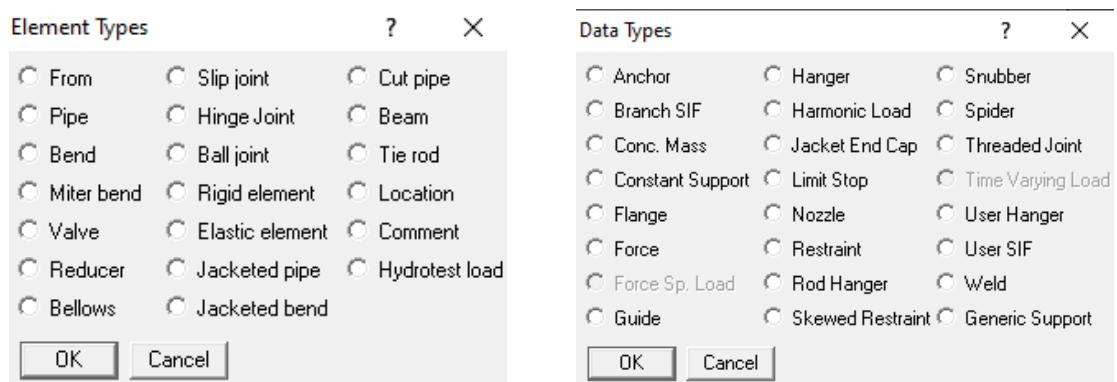 Element Types ? ×
From Slip joint Cut pipe
Pipe Hinge Joint Beam
Bend Ball joint Tie rod
Miter bend Rigid element Location
Valve Elastic element Comment
Reducer Jacketed pipe Hydrotest load
Bellows Jacketed bend
OK Cancel
Data Types ? ×
Anchor Hanger Snubber
Branch SIF Harmonic Load Spider
Conc. Mass Jacket End Cap Threaded Joint
Constant Support Limit Stop Time Varying Load
Flange Nozzle User Hanger
Force Restraint User SIF
Force Sp. Load Rod Hanger Weld
Guide Skewed Restraint Generic Support
OK Cancel